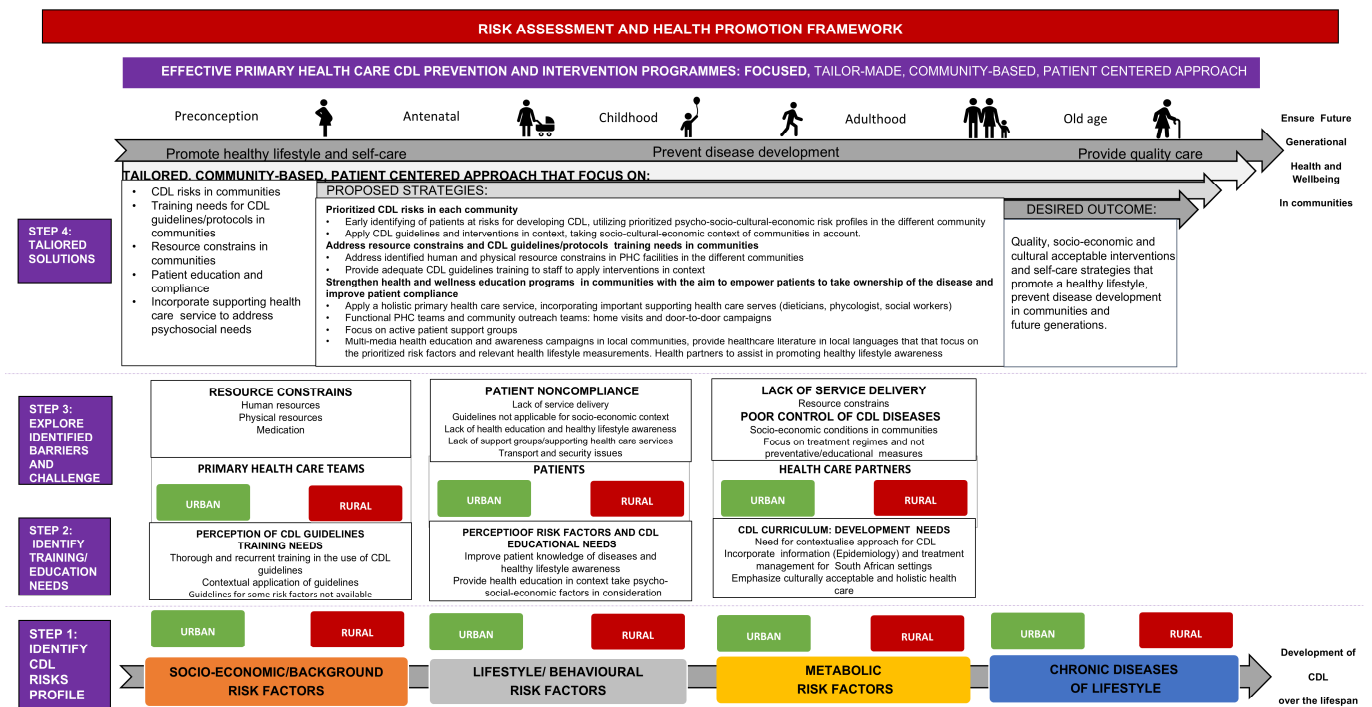 RISK ASSESSMENT AND HEALTH PROMOTION FRAMEWORK
EFFECTIVE PRIMARY HEALTH CARE CDL PREVENTION AND INTERVENTION PROGRAMMES: FOCUSED, TAILOR-MADE, COMMUNITY-BASED, PATIENT CENTERED APPROACH
Preconception
Antenatal
Childhood
Adulthood
Old age
Promote healthy lifestyle and self-care
Prevent disease development
Provide quality care
Ensure Future
Generational
Health and
Wellbeing
In communities
TAILORED, COMMUNITY-BASED, PATIENT CENTERED APPROACH THAT FOCUS ON:
STEP 4:
TALIORED
SOLUTIONS
• CDL risks in communities
• Training needs for CDL
guidelines/protocols in
communities
• Resource constrains in
communities
• Patient education and
compliance
• Incorporate supporting health
care service to address
psychosocial needs
PROPOSED STRATEGIES:
Prioritized CDL risks in each community
• Early identifying of patients at risks for developing CDL, utilizing prioritized psycho-socio-cultural-economic risk profiles in the different community
• Apply CDL guidelines and interventions in context, taking socio-cultural-economic context of communities in account.
Address resource constrains and CDL guidelines/protocols training needs in communities
• Address identified human and physical resource constrains in PHC facilities in the different communities
• Provide adequate CDL guidelines training to staff to apply interventions in context
Strengthen health and wellness education programs in communities with the aim to empower patients to take ownership of the disease and
improve patient compliance
• Apply a holistic primary health care service, incorporating important supporting health care serves (dieticians, phycologist, social workers)
• Functional PHC teams and community outreach teams: home visits and door-to-door campaigns
• Focus on active patient support groups
• Multi-media health education and awareness campaigns in local communities, provide healthcare literature in local languages that that focus on
the prioritized risk factors and relevant health lifestyle measurements. Health partners to assist in promoting healthy lifestyle awareness
DESIRED OUTCOME:
Quality, socio-economic and
cultural acceptable interventions
and self-care strategies that
promote a healthy lifestyle,
prevent disease development
in communities and
future generations.
STEP 3:
EXPLORE
IDENTIFIED
BARRIERS
AND
CHALLENGE
RESOURCE CONSTRAINS
Human resources
Physical resources
Medication
PRIMARY HEALTH CARE TEAMS
URBAN
RURAL
PATIENT NONCOMPLIANCE
Lack of service delivery
Guidelines not applicable for socio-economic context
Lack of health education and healthy lifestyle awareness
Lack of support groups/supporting health care services
Transport and security issues
PATIENTS
URBAN
RURAL
LACK OF SERVICE DELIVERY
Resource constrains
POOR CONTROL OF CDL DISEASES
Socio-economic conditions in communities
Focus on treatment regimes and not
preventative/educational measures
HEALTH CARE PARTNERS
URBAN
RURAL
STEP 2:
IDENTIFY
TRAINING/
EDUCATION
NEEDS
PERCEPTION OF CDL GUIDELINES
TRAINING NEEDS
Thorough and recurrent training in the use of CDL
guidelines
Contextual application of guidelines
Guidelines for some risk factors not available
PERCEPTIOOF RISK FACTORS AND CDL
EDUCATIONAL NEEDS
Improve patient knowledge of diseases and
healthy lifestyle awareness
Provide health education in context take psycho-
social-economic factors in consideration
CDL CURRICULUM: DEVELOPMENT NEEDS
Need for contextualise approach for CDL
Incorporate information (Epidemiology) and treatment
management for South African settings
Emphasize culturally acceptable and holistic health
care
STEP 1:
IDENTIFY
CDL
RISKS
PROFILE
URBAN
RURAL
URBAN
RURAL
URBAN
RURAL
URBAN
RURAL
SOCIO-ECONOMIC/BACKGROUND
RISK FACTORS
LIFESTYLE/ BEHAVIOURAL
RISK FACTORS
METABOLIC
RISK FACTORS
CHRONIC DISEASES
OF LIFESTYLE
Development of
CDL
over the lifespan